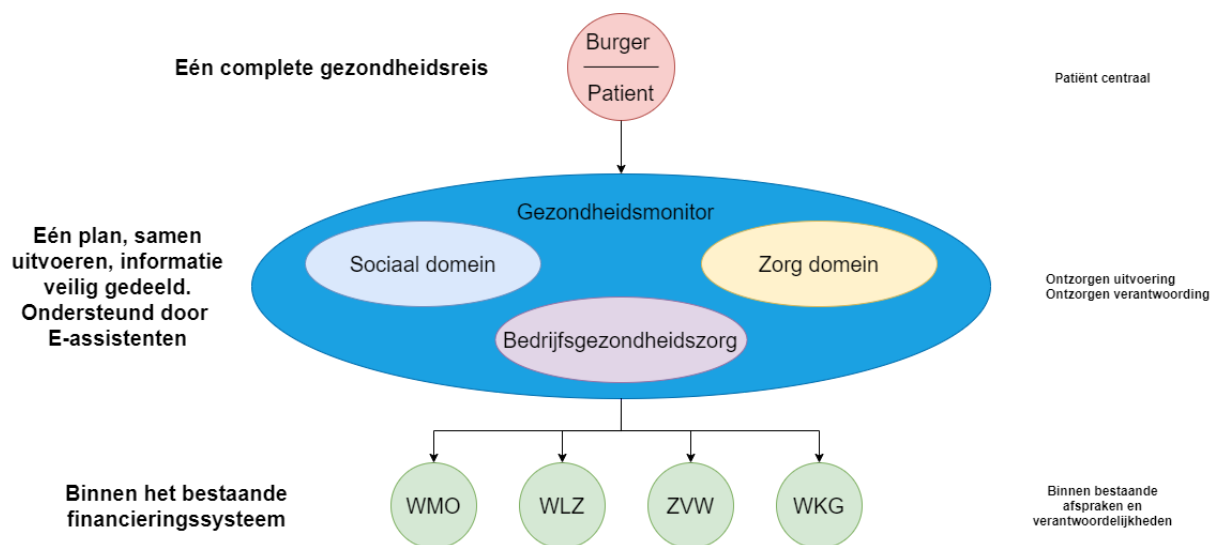 Burger
Patient
Eén complete gezondheidsreis
Patiënt centraal
Gezondheidsmonitor
Sociaal domein
Zorg domein
Bedrijfsgezondheidszorg
Eén plan, samen
uitvoeren, informatie
veilig gedeeld.
Ondersteund door
E-assistenten
Ontzorgen uitvoering
Ontzorgen verantwoording
WMO
WLZ
ZVW
WKG
Binnen het bestaande
financieringssysteem
Binnen bestaande
afspraken en
verantwoordelijkheden